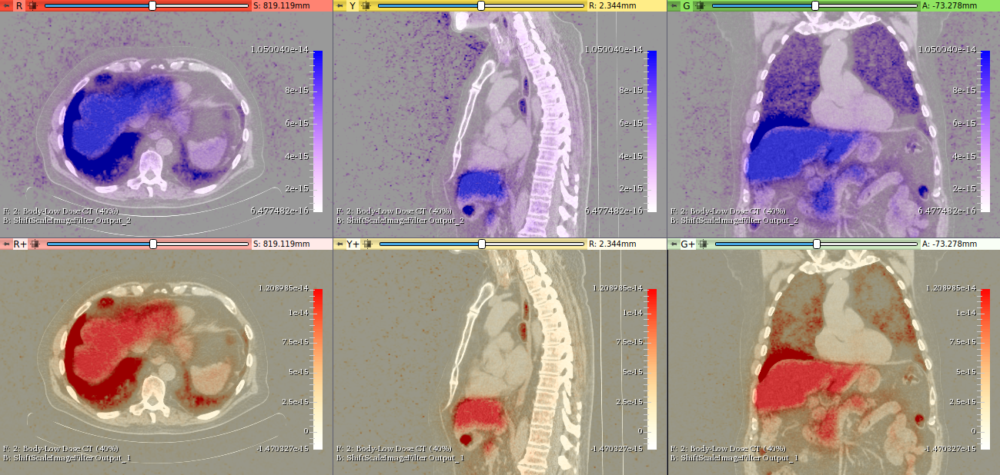 R S: 819.119mm
1.050040e-14
8e-15
6e-15
4e-15
2e-15
6.477482e-16
F: 2: Body-Low Dose CT (40%)
B: ShiftScaleImageFilter Output_2
Y R: 2.344mm
1.050040e-14
8e-15
6e-15
4e-15
2e-15
6.477482e-16
F: 2: Body-Low Dose CT (40%)
B: ShiftScaleImageFilter Output_2
G A: -73.278mm
1.050040e-14
8e-15
6e-15
4e-15
2e-15
6.477482e-16
F: 2: Body-Low Dose CT (40%)
B: ShiftScaleImageFilter Output_2
R+ S: 819.119mm
1.208985e-14
1e-14
7.5e-15
5e-15
2.5e-15
0
-1.470327e-15
F: 2: Body-Low Dose CT (40%)
B: ShiftScaleImageFilter Output_1
Y+ R: 2.344mm
1.208985e-14
1e-14
7.5e-15
5e-15
2.5e-15
0
-1.470327e-15
F: 2: Body-Low Dose CT (40%)
B: ShiftScaleImageFilter Output_1
G+ A: -73.278mm
1.208985e-14
1e-14
7.5e-15
5e-15
2.5e-15
0
-1.470327e-15
F: 2: Body-Low Dose CT (40%)
B: ShiftScaleImageFilter Output_1